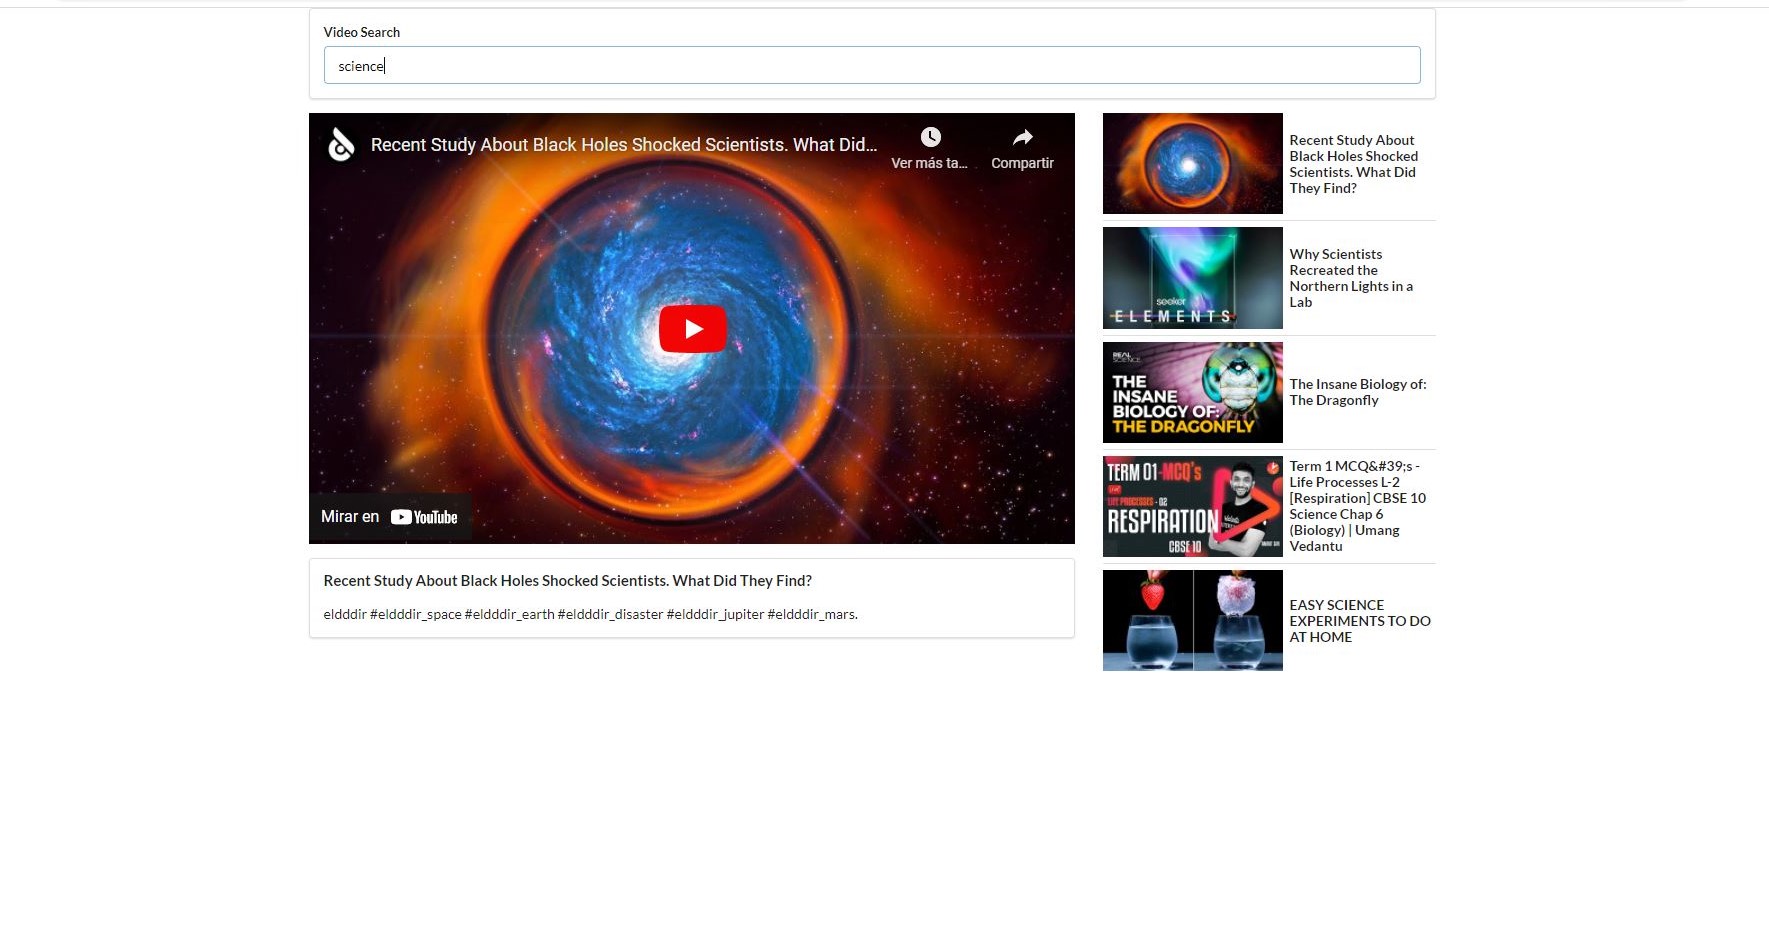 Video Search
science
Recent Study About Black Holes Shocked Scientists. What Did...
Ver más ta...
Compartir
Mirar en YouTube
Recent Study About Black Holes Shocked Scientists. What Did They Find?
eldddir #eldddir_space #eldddir_earth #eldddir_disaster #eldddir_jupiter #eldddir_mars.
Recent Study About
Black Holes Shocked
Scientists. What Did
They Find?
seeker
ELEMENTS
Why Scientists
Recreated the
Northern Lights in a
Lab
REAL
SCIENCE
THE
INSANE
BIOLOGY OF:
THE DRAGONFLY
The Insane Biology of:
The Dragonfly
TERM 01-MCQ's
LIVE
LIFE PROCESSES - 02
RESPIRATION
CBSE 10
Term 1 MCQ&#39;s -
Life Processes L-2
[Respiration] CBSE 10
Science Chap 6
(Biology) | Umang
Vedantu
EASY SCIENCE
EXPERIMENTS TO DO
AT HOME